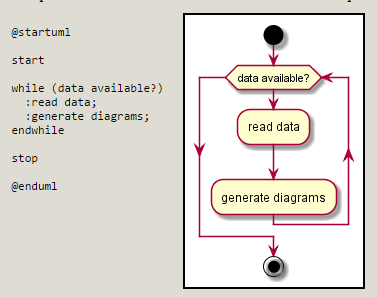 @startuml
start
while (data available?)
:read data;
:generate diagrams;
endwhile
stop
@enduml
data available?
read data
generate diagrams